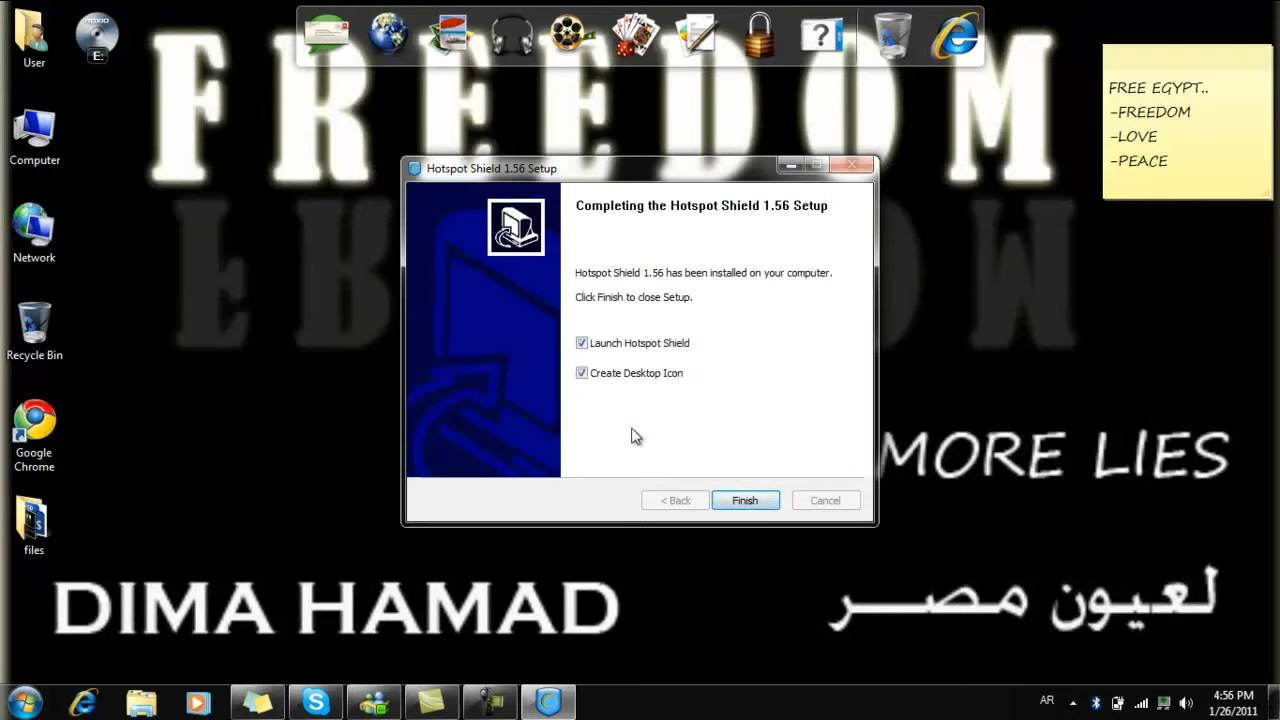 FREEDOM
User
ROXIO
E:
Computer
Network
Recycle Bin
Google
Chrome
files
FREE EGYPT..
-FREEDOM
-LOVE
-PEACE
Hotspot Shield 1.56 Setup
Completing the Hotspot Shield 1.56 Setup
Hotspot Shield 1.56 has been installed on your computer.
Click Finish to close Setup.
Launch Hotspot Shield
Create Desktop Icon
< Back
Finish
Cancel
MORE LIES
DIMA HAMAD
لعيون مصر
AR
4:56 PM
1/26/2011